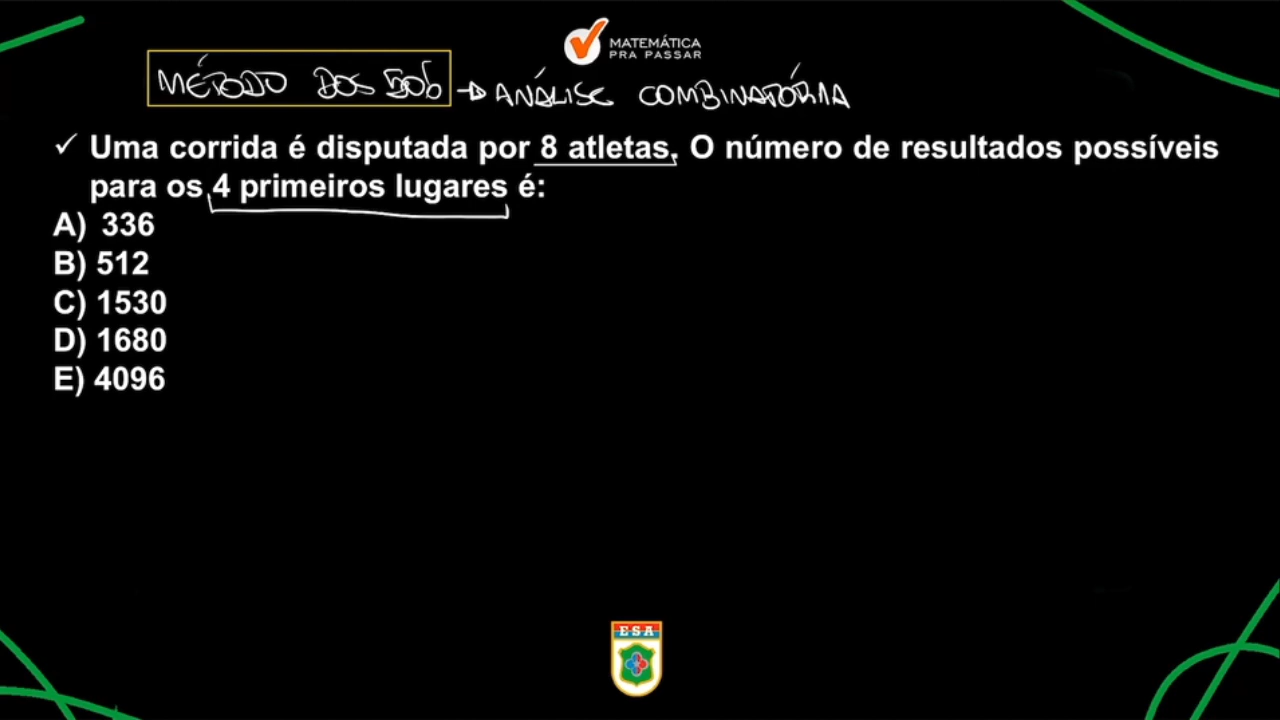 MATEMÁTICA
PRA PASSAR
MÉTODO DOS 50% → ANÁLISE COMBINATÓRIA
✓ Uma corrida é disputada por 8 atletas. O número de resultados possíveis
para os 4 primeiros lugares é:
A) 336
B) 512
C) 1530
D) 1680
E) 4096
ESA